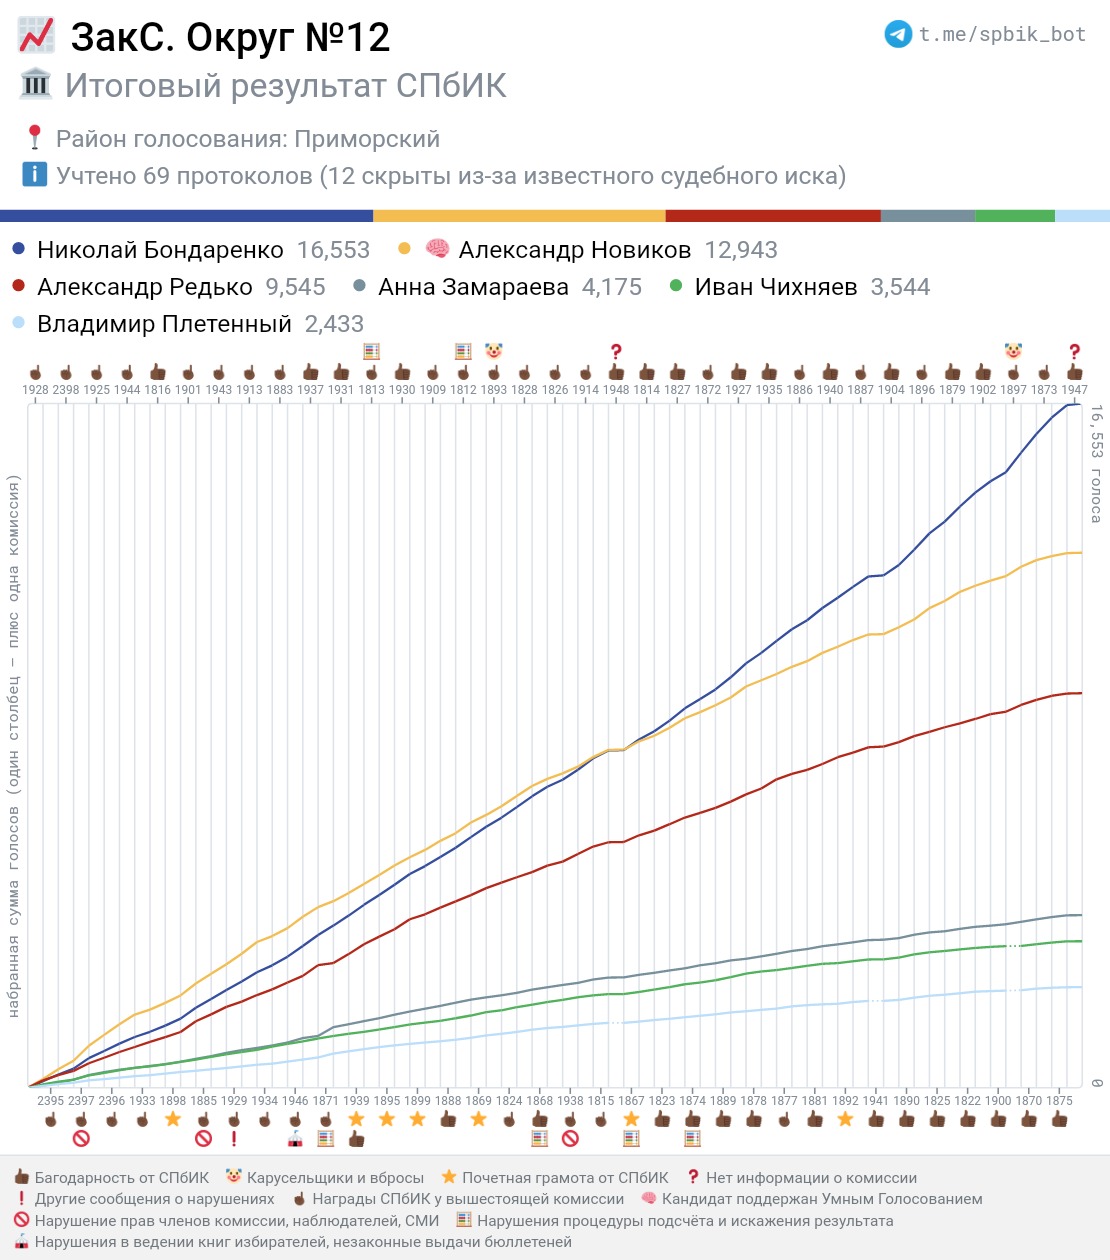 ЗакС. Округ №12
t.me/spbik_bot
Итоговый результат СПбИК
Район голосования: Приморский
Учтено 69 протоколов (12 скрыты из-за известного судебного иска)
Николай Бондаренко 16,553 Александр Новиков 12,943
Александр Редько 9,545 Анна Замараева 4,175 Иван Чихняев 3,544
Владимир Плетенный 2,433
1928 2398 1925 1944 1816 1901 1943 1913 1883 1937 1931 1813 1930 1909 1812 1893 1828 1826 1914 1948 1814 1827 1872 1927 1935 1886 1940 1887 1904 1896 1879 1902 1897 1873 1947
16,553 голоса
набранная сумма голосов (один столбец — плюс одна комиссия)
0
2395 2397 2396 1933 1898 1885 1929 1934 1946 1871 1939 1895 1899 1888 1869 1824 1868 1938 1815 1867 1823 1874 1889 1878 1877 1881 1892 1941 1890 1825 1822 1900 1870 1875
Багодарность от СПбИК Карусельщики и вбросы Почетная грамота от СПбИК Нет информации о комиссии
Другие сообщения о нарушениях Награды СПбИК у вышестоящей комиссии Кандидат поддержан Умным Голосованием
Нарушение прав членов комиссии, наблюдателей, СМИ Нарушения процедуры подсчёта и искажения результата
Нарушения в ведении книг избирателей, незаконные выдачи бюллетеней